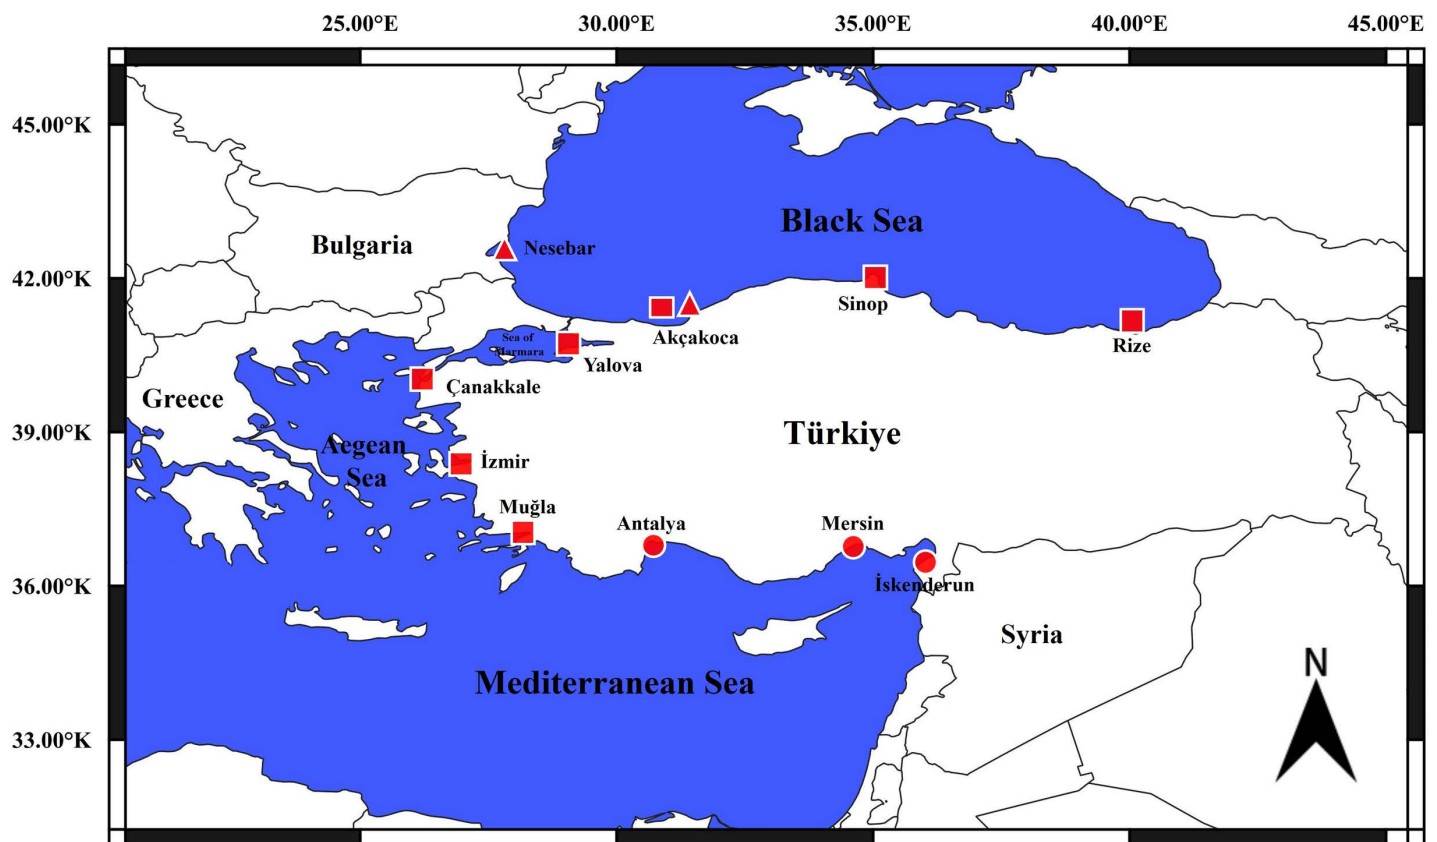 25.00°E 30.00°E 35.00°E 40.00°E 45.00°E
45.00°K
Black Sea
Bulgaria
Nesebar
42.00°K
Sinop
Akçakoca
Sea of
Marmara
Rize
Yalova
Çanakkale
Greece
39.00°K
Türkiye
Aegean
Sea
İzmir
Muğla
Antalya
Mersin
36.00°K
İskenderun
Syria
N
Mediterranean Sea
33.00°K